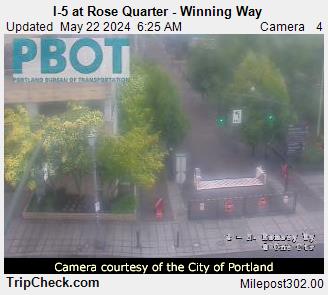 I-5 at Rose Quarter - Winning Way
Updated  May 22 2024  6:25 AM  Camera  4
PBOT
PORTLAND BUREAU OF TRANSPORTATION
Camera courtesy of the City of Portland
TripCheck.com  Milepost302.00